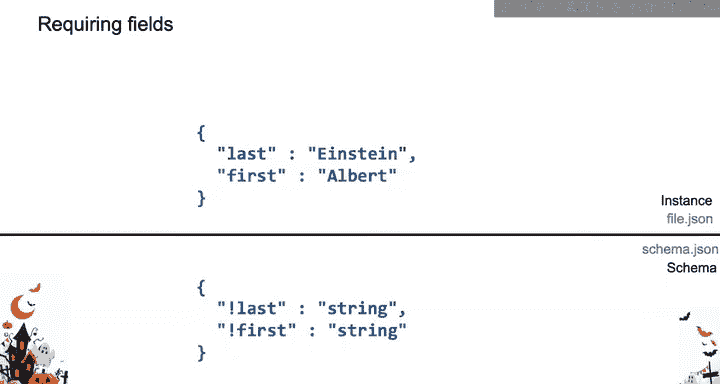 Requiring fields
{
"last" : "Einstein",
"first" : "Albert"
}
Instance
file.json
schema.json
Schema
{
"!last" : "string",
"!first" : "string"
}